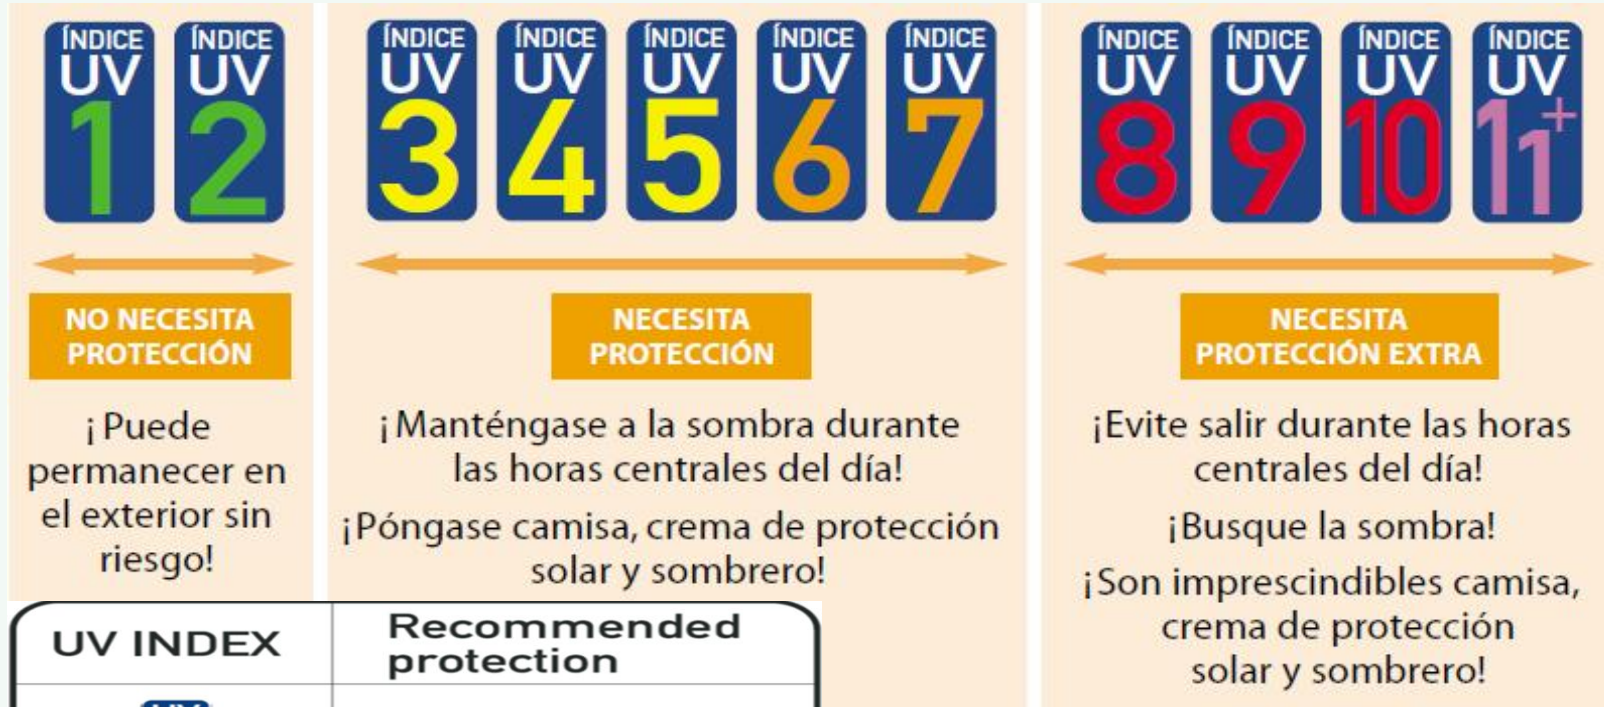 ÍNDICE
UV
1
ÍNDICE
UV
2
NO NECESITA
PROTECCIÓN
¡Puede
permanecer en
el exterior sin
riesgo!
ÍNDICE
UV
3
ÍNDICE
UV
4
ÍNDICE
UV
5
ÍNDICE
UV
6
ÍNDICE
UV
7
NECESITA
PROTECCIÓN
¡Manténgase a la sombra durante
las horas centrales del día!
¡Póngase camisa, crema de protección
solar y sombrero!
ÍNDICE
UV
8
ÍNDICE
UV
9
ÍNDICE
UV
10
ÍNDICE
UV
11+
NECESITA
PROTECCIÓN EXTRA
¡Evite salir durante las horas
centrales del día!
¡Busque la sombra!
¡Son imprescindibles camisa,
crema de protección
solar y sombrero!
UV INDEX
Recommended
protection
UV